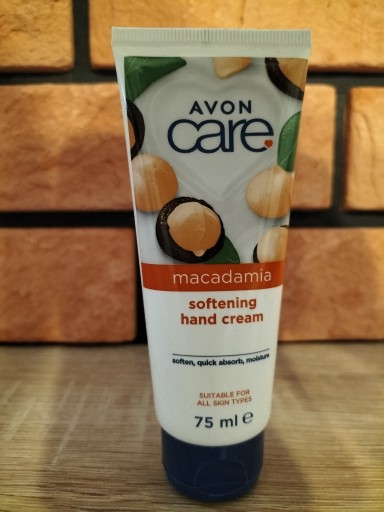 AVON
care
macadamia
softening
hand cream
soften, quick absorb, moisture
SUITABLE FOR
ALL SKIN TYPES
75 ml ℮